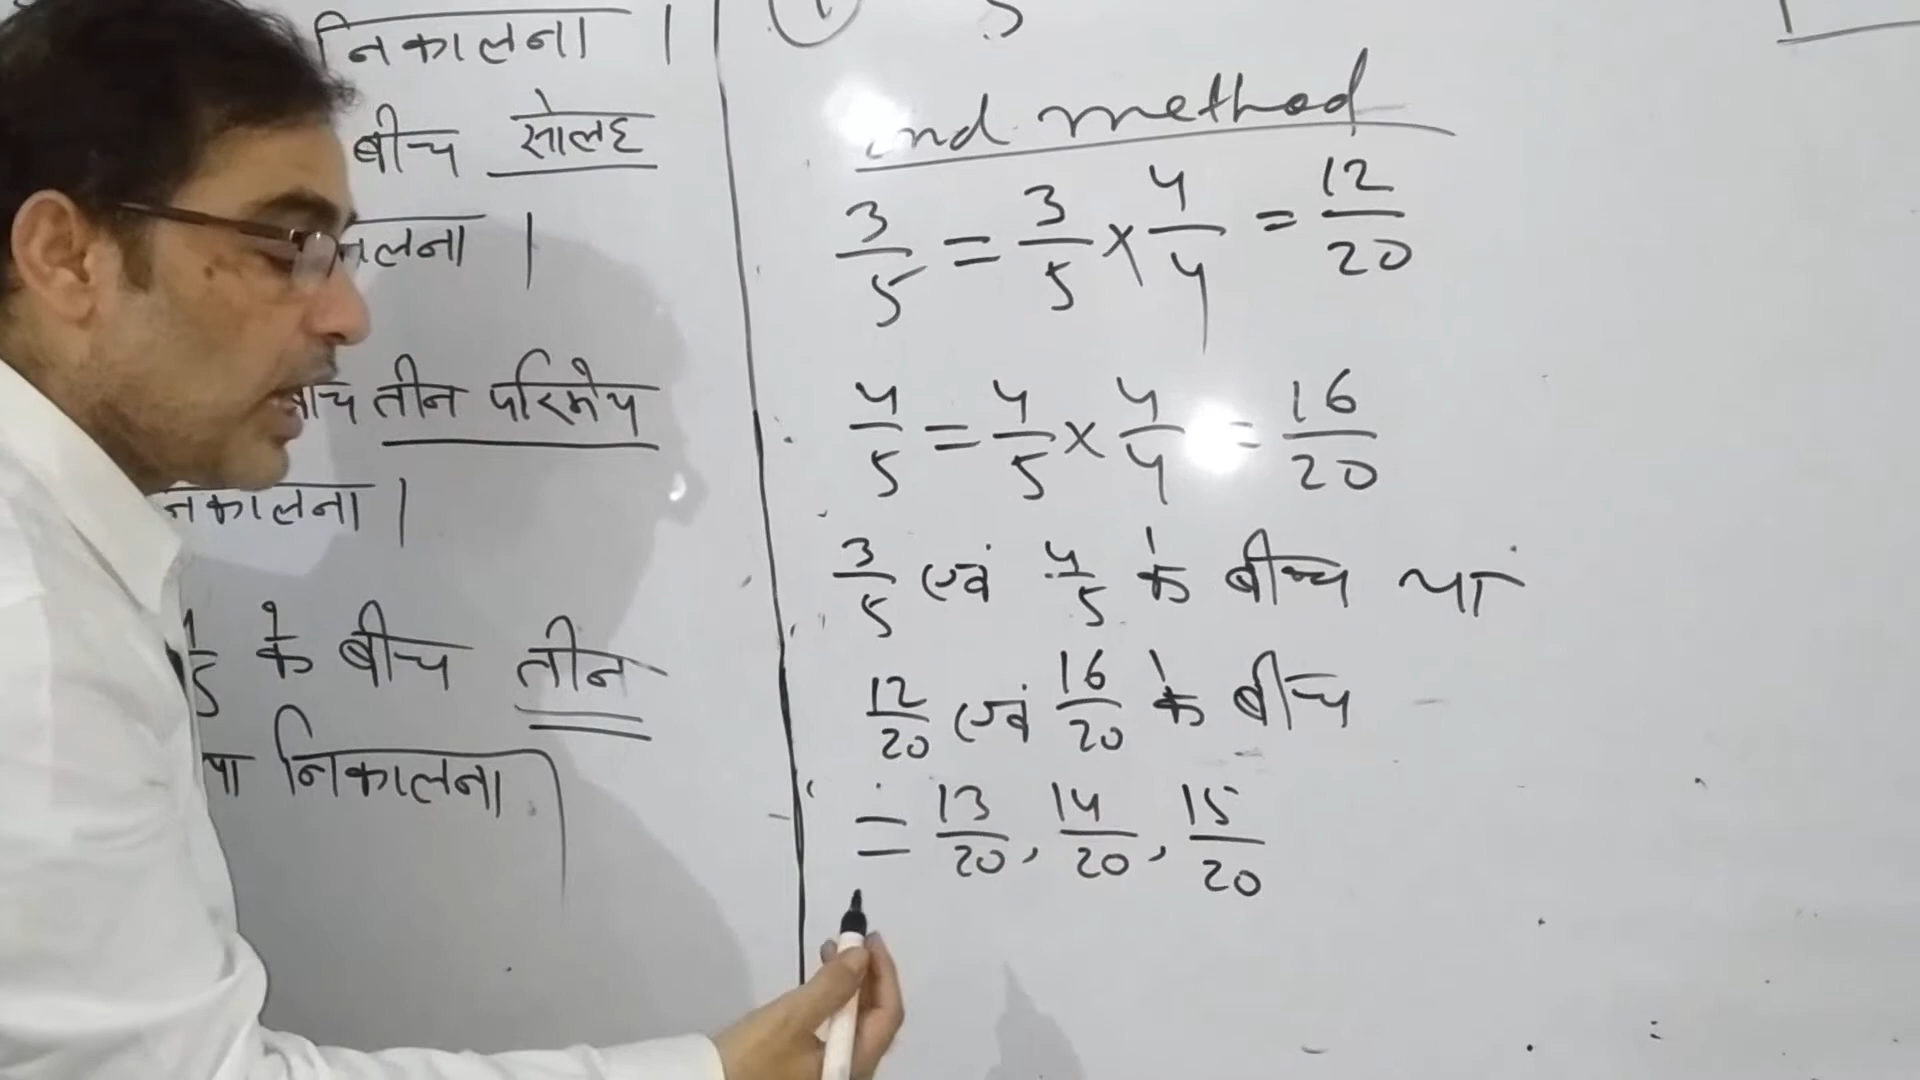 निकालना ।
बीच सोलह
।
तीन परिमेय
निकालना ।
के बीच तीन
निकालना
1
nd method
3/5 = 3/5 × 4/4 = 12/20
4/5 = 4/5 × 4/4 = 16/20
3/5 एवं 4/5 के बीच या
12/20 एवं 16/20 के बीच
= 13/20, 14/20, 15/20